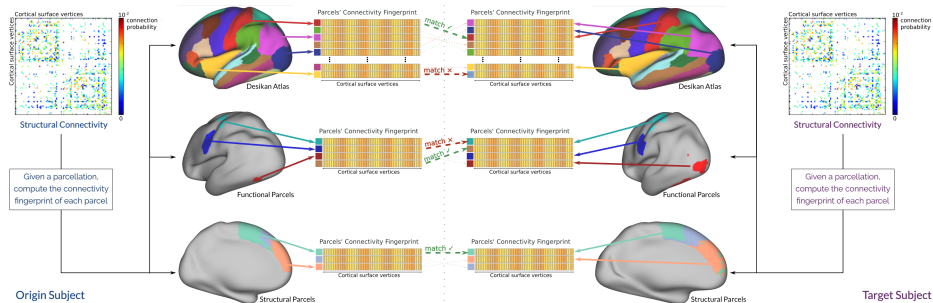 Cortical surface vertices
Cortical surface vertices
10⁻²
connection
probability
0
Structural Connectivity
Given a parcellation,
compute the connectivity
fingerprint of each parcel
Origin Subject
Parcels' Connectivity Fingerprint
match ✓
match ×
Cortical surface vertices
Desikan Atlas
Parcels' Connectivity Fingerprint
Cortical surface vertices
Desikan Atlas
Parcels' Connectivity Fingerprint
match ×
match ✓
Cortical surface vertices
Functional Parcels
Parcels' Connectivity Fingerprint
Cortical surface vertices
Functional Parcels
Parcels' Connectivity Fingerprint
match ✓
Cortical surface vertices
Structural Parcels
Parcels' Connectivity Fingerprint
Cortical surface vertices
Structural Parcels
Cortical surface vertices
Cortical surface vertices
10⁻²
connection
probability
0
Structural Connectivity
Given a parcellation,
compute the connectivity
fingerprint of each parcel
Target Subject